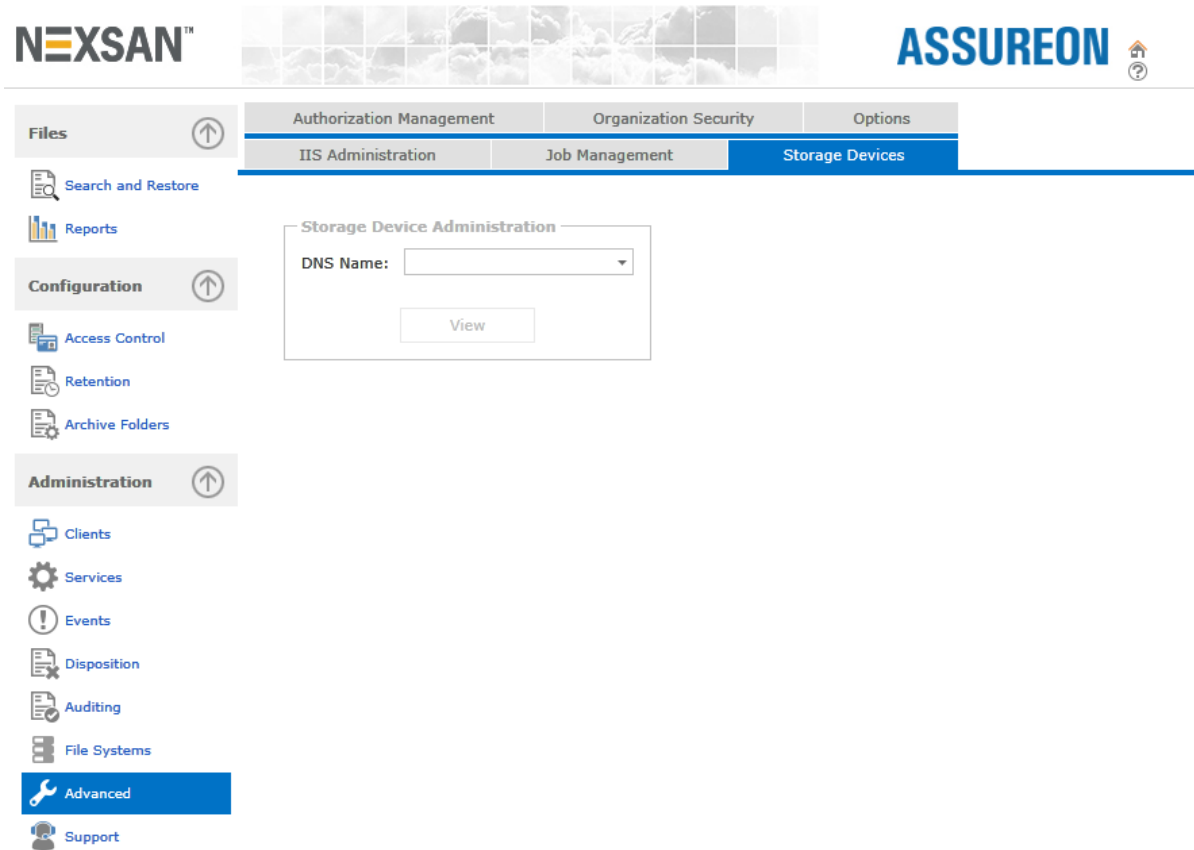 NEXSAN™
ASSUREON
?
Files
Search and Restore
Reports
Configuration
Access Control
Retention
Archive Folders
Administration
Clients
Services
Events
Disposition
Auditing
File Systems
Advanced
Support
Authorization Management
Organization Security
Options
IIS Administration
Job Management
Storage Devices
Storage Device Administration
DNS Name:
View